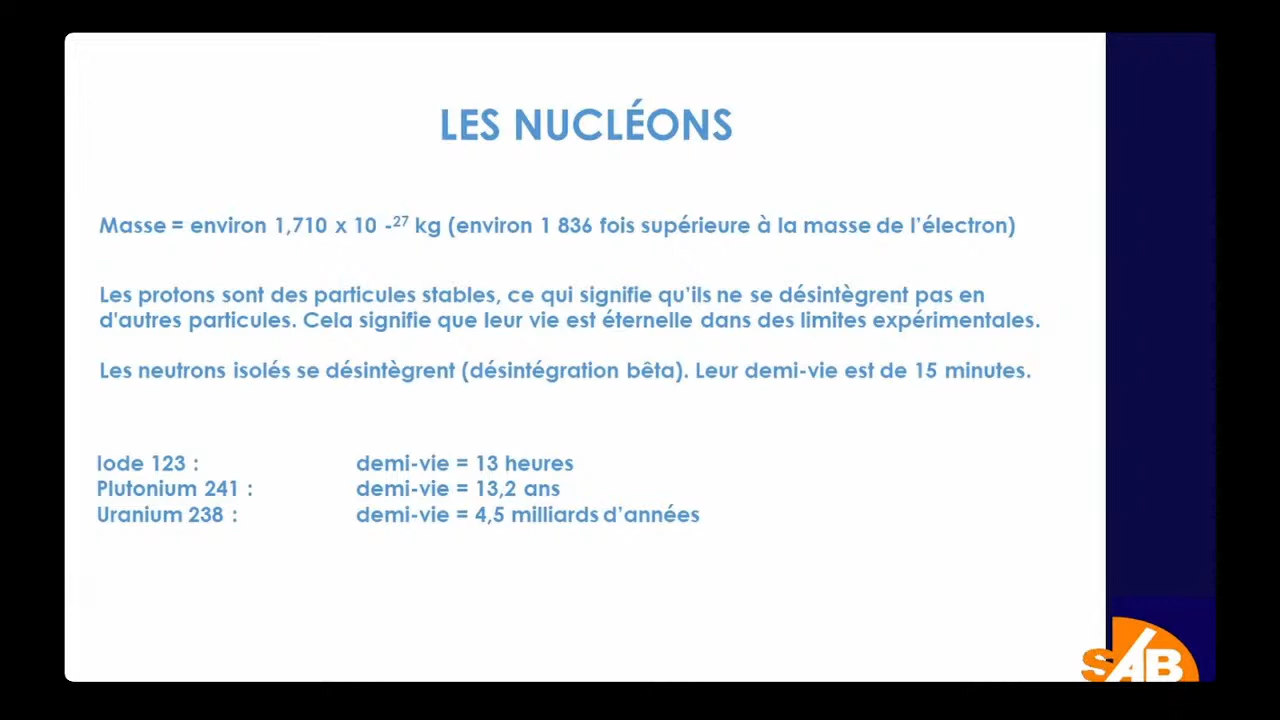 LES NUCLÉONS
Masse = environ 1,710 x 10 -²⁷ kg (environ 1 836 fois supérieure à la masse de l’électron)
Les protons sont des particules stables, ce qui signifie qu’ils ne se désintègrent pas en
d'autres particules. Cela signifie que leur vie est éternelle dans des limites expérimentales.
Les neutrons isolés se désintègrent (désintégration bêta). Leur demi-vie est de 15 minutes.
Iode 123 : demi-vie = 13 heures
Plutonium 241 : demi-vie = 13,2 ans
Uranium 238 : demi-vie = 4,5 milliards d’années
SAB